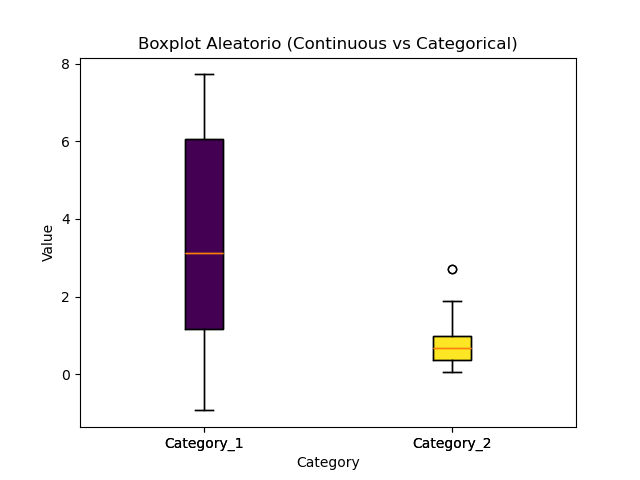 Boxplot Aleatorio (Continuous vs Categorical)
8
6
4
2
0
Value
Category_1
Category_2
Category